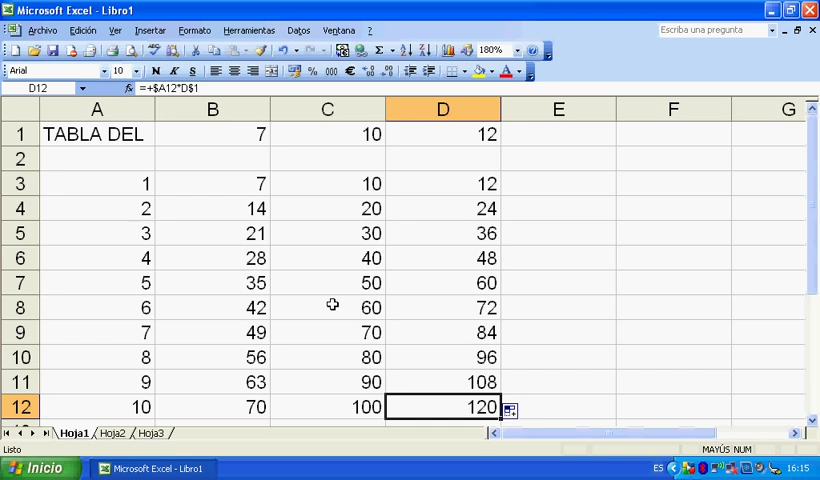 Microsoft Excel - Libro1
Archivo Edición Ver Insertar Formato Herramientas Datos Ventana ? Escriba una pregunta
Σ 180%
Arial 10 N K S % 000 €
D12 fx =+$A12*D$1
A B C D E F G
1 TABLA DEL 7 10 12
2
3 1 7 10 12
4 2 14 20 24
5 3 21 30 36
6 4 28 40 48
7 5 35 50 60
8 6 42 60 72
9 7 49 70 84
10 8 56 80 96
11 9 63 90 108
12 10 70 100 120
Hoja1 Hoja2 Hoja3
Listo MAYÚS NUM
Inicio Microsoft Excel - Libro1 ES 16:15